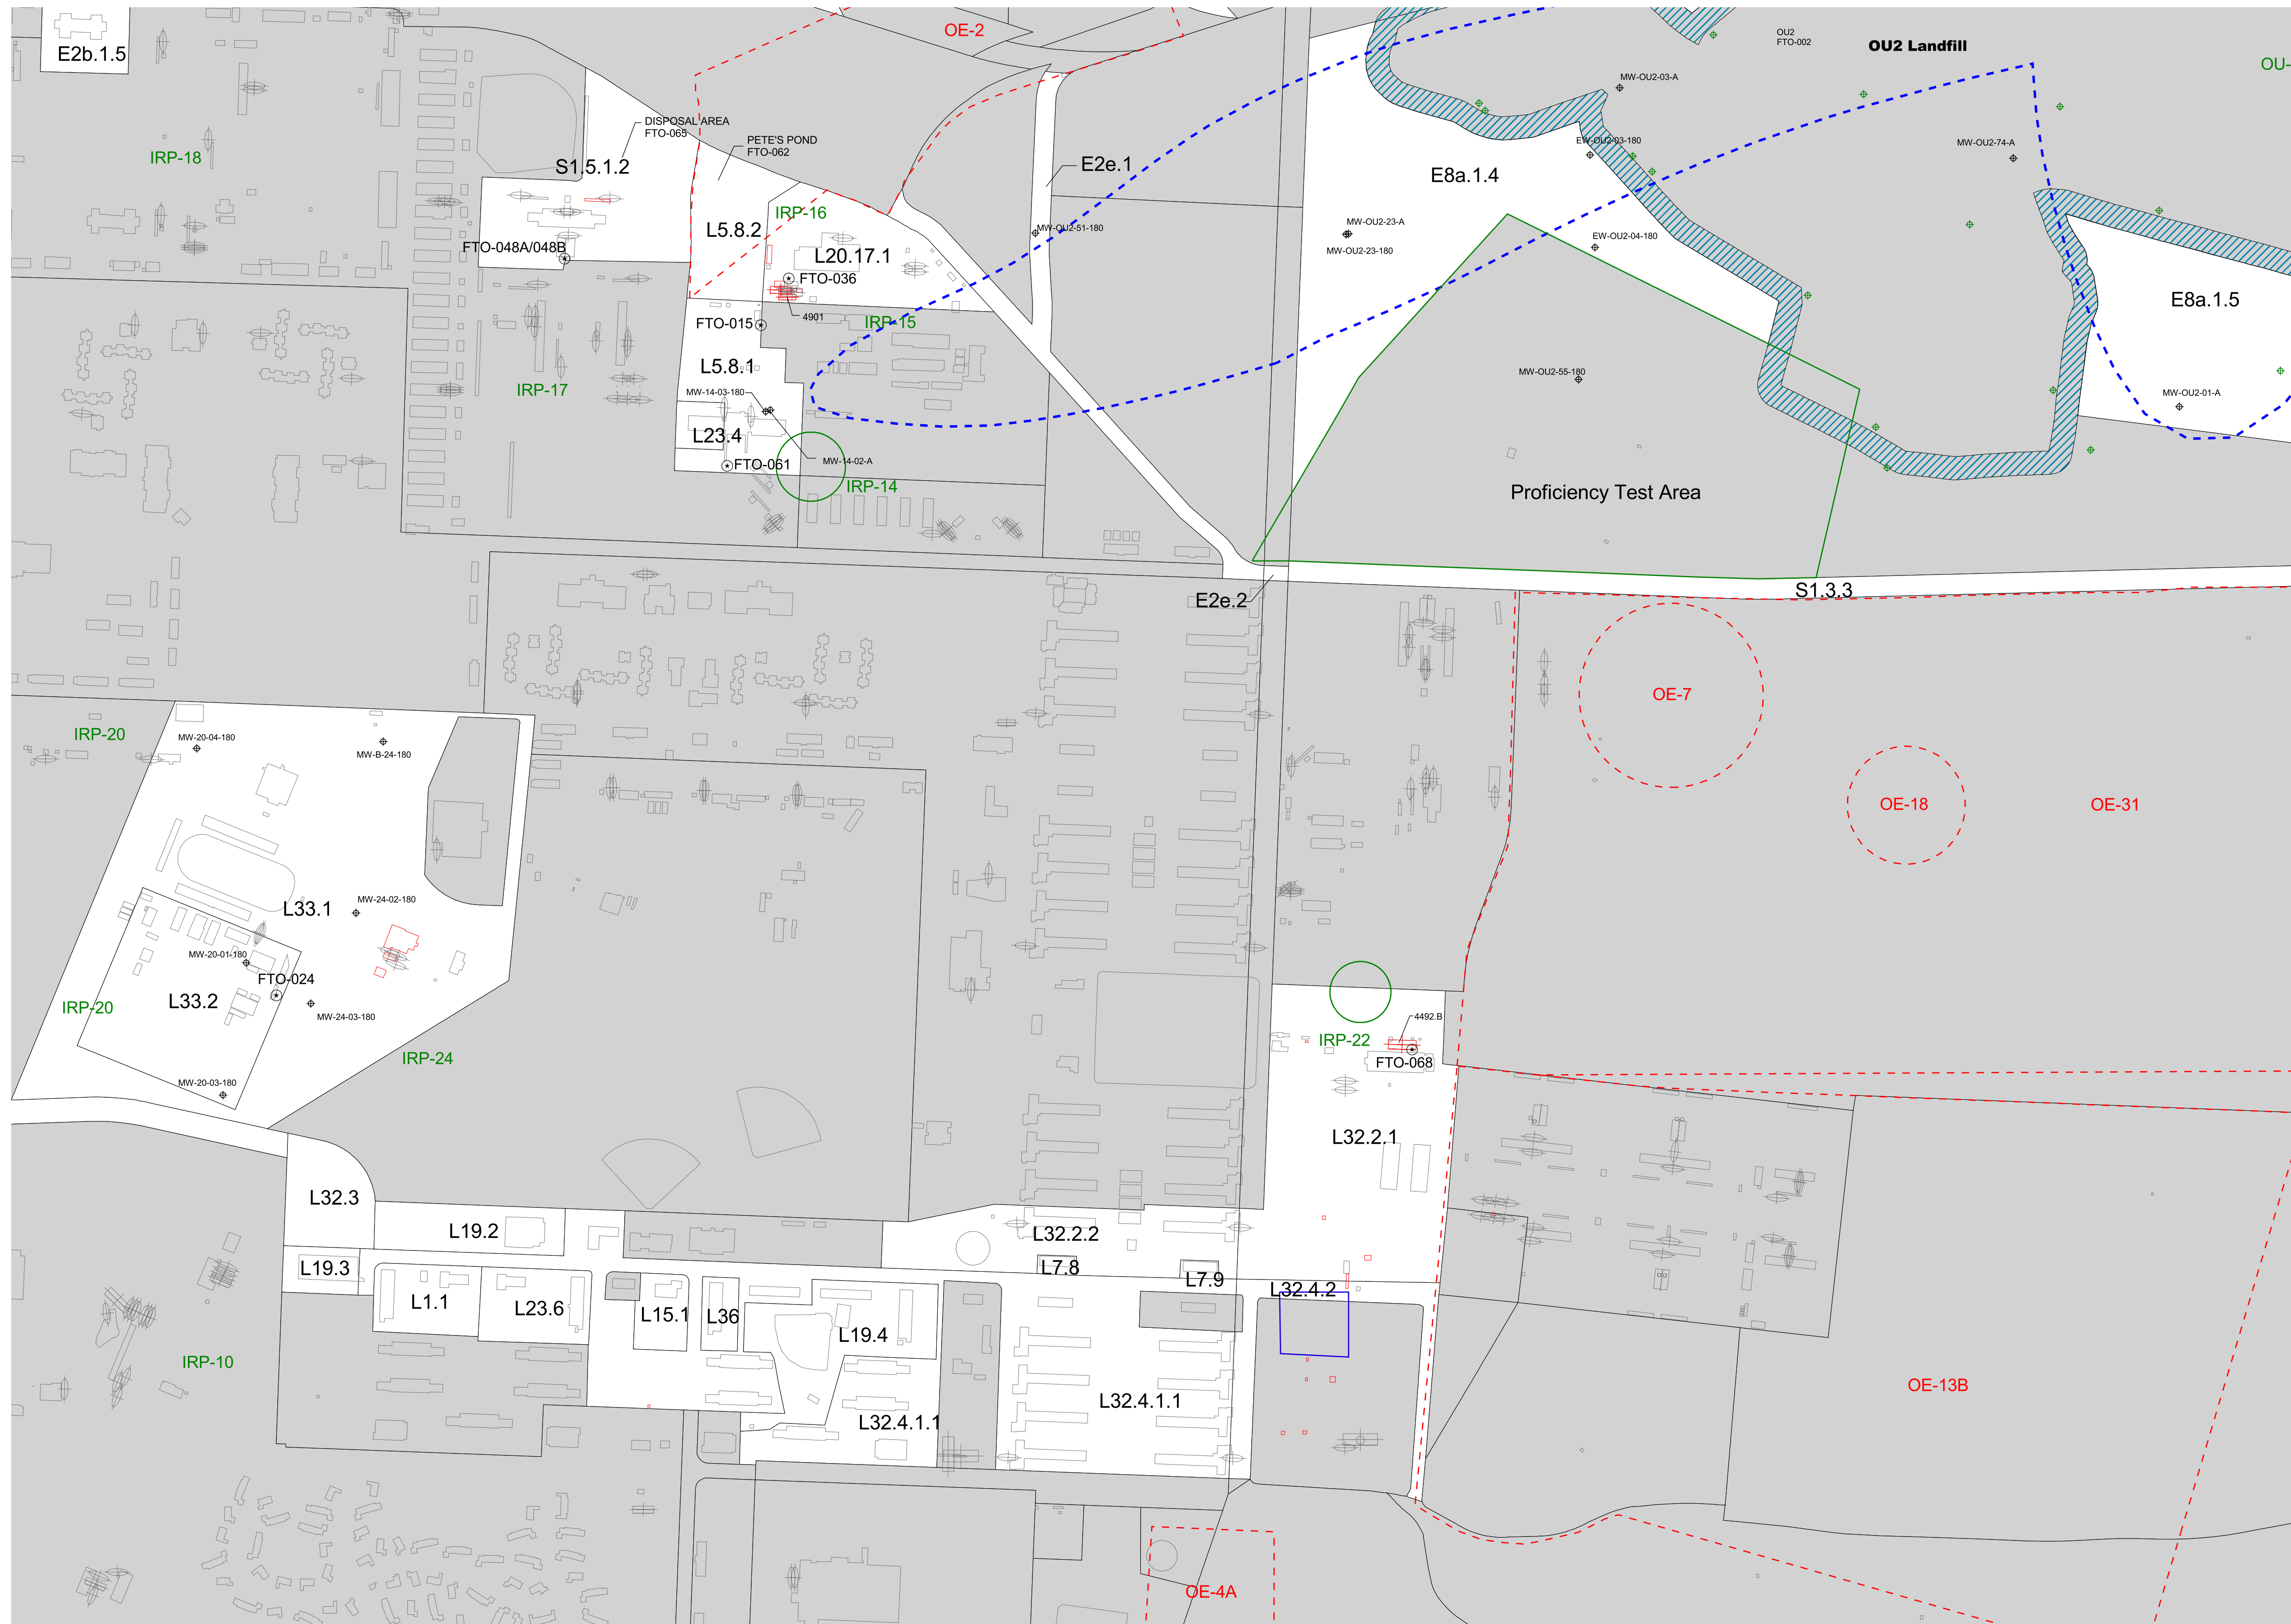 OE-2
OU2
FTO-002
OU2 Landfill
E2b.1.5
OU-
MW-OU2-03-A
DISPOSAL AREA
FTO-065
PETE'S POND
FTO-062
EW-OU2-03-180
MW-OU2-74-A
IRP-18
S1.5.1.2
E2e.1
E8a.1.4
IRP-16
L5.8.2
MW-OU2-51-180
MW-OU2-23-A
EW-OU2-04-180
FTO-048A/048B
MW-OU2-23-180
L20.17.1
FTO-036
E8a.1.5
4901
FTO-015
IRP-15
L5.8.1
MW-OU2-55-180
IRP-17
MW-14-03-180
MW-OU2-01-A
L23.4
FTO-061
MW-14-02-A
IRP-14
Proficiency Test Area
E2e.2
S1.3.3
OE-7
IRP-20
MW-20-04-180
MW-B-24-180
OE-18
OE-31
L33.1
MW-24-02-180
MW-20-01-180
FTO-024
L33.2
IRP-20
MW-24-03-180
4492.B
IRP-22
IRP-24
FTO-068
MW-20-03-180
L32.2.1
L32.3
L19.2
L32.2.2
L19.3
L7.8
L7.9
L32.4.2
L1.1
L23.6
L15.1
L36
L19.4
IRP-10
OE-13B
L32.4.1.1
L32.4.1.1
OE-4A